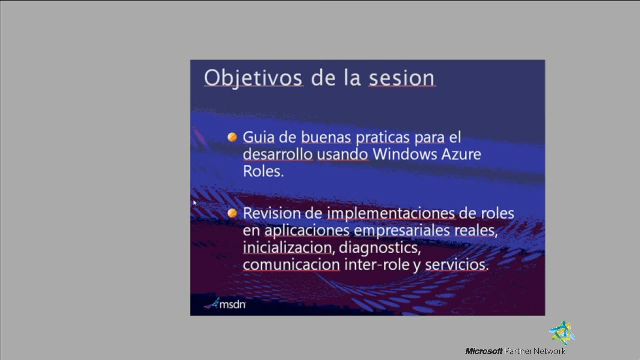 Objetivos de la sesion
Guia de buenas praticas para el
desarrollo usando Windows Azure
Roles.
Revision de implementaciones de roles
en aplicaciones empresariales reales,
inicializacion, diagnostics,
comunicacion inter-role y servicios.
msdn
Microsoft Partner Network